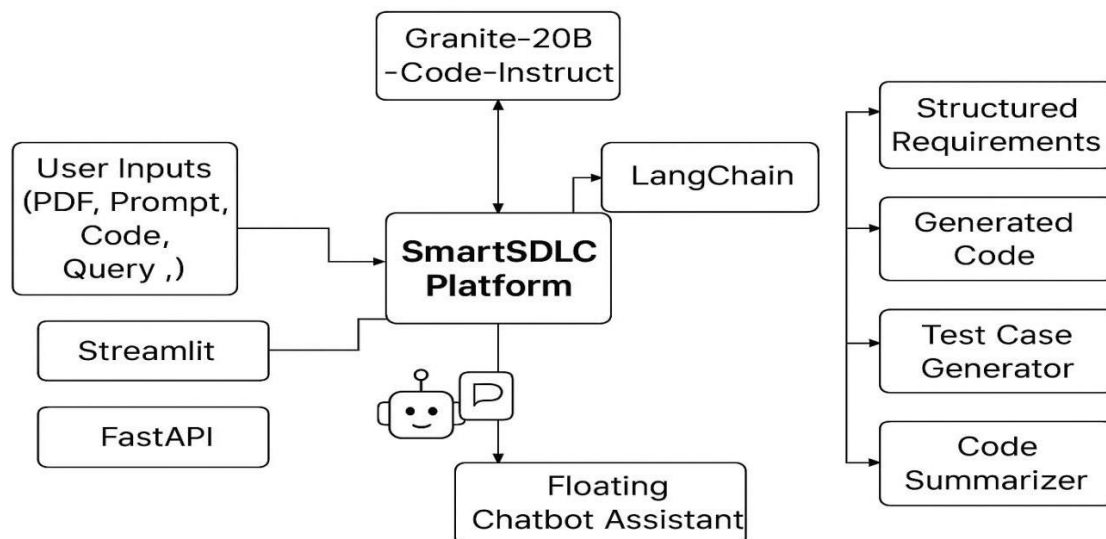 Granite-20B
-Code-Instruct
User Inputs
(PDF, Prompt,
Code,
Query ,)
Streamlit
FastAPI
SmartSDLC
Platform
LangChain
Floating
Chatbot Assistant
Structured
Requirements
Generated
Code
Test Case
Generator
Code
Summarizer